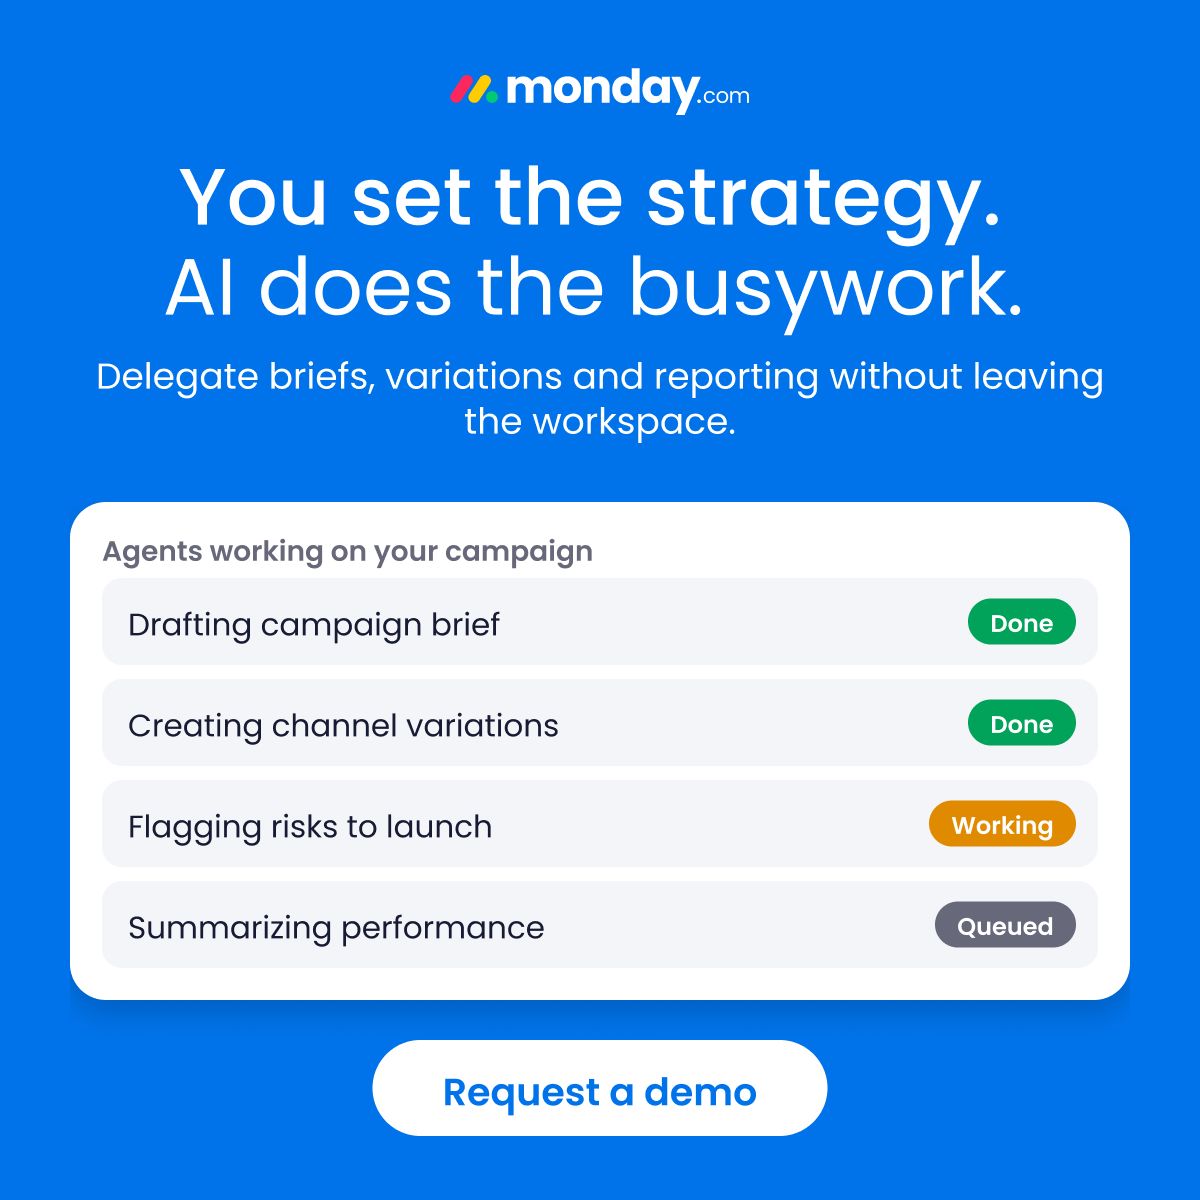 monday.com
You set the strategy.
AI does the busywork.
Delegate briefs, variations and reporting without leaving
the workspace.
Agents working on your campaign
Drafting campaign brief Done
Creating channel variations Done
Flagging risks to launch Working
Summarizing performance Queued
Request a demo